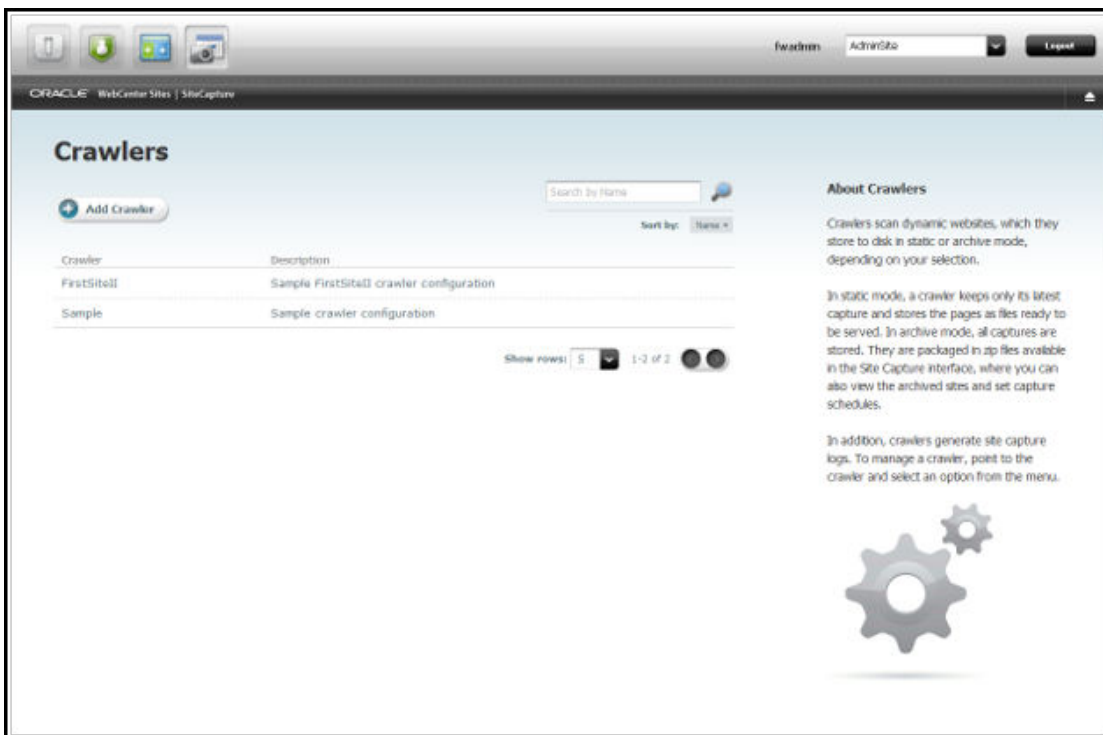 fwadmin AdminSite Logout
ORACLE WebCenter Sites | SiteCapture
Crawlers
Add Crawler
Search by Name
Sort by: Name
Crawler Description
FirstSiteII Sample FirstSiteII crawler configuration
Sample Sample crawler configuration
Show rows: 5 1-2 of 2
About Crawlers
Crawlers scan dynamic websites, which they
store to disk in static or archive mode,
depending on your selection.
In static mode, a crawler keeps only its latest
capture and stores the pages as files ready to
be served. In archive mode, all captures are
stored. They are packaged in zip files available
in the Site Capture interface, where you can
also view the archived sites and set capture
schedules.
In addition, crawlers generate site capture
logs. To manage a crawler, point to the
crawler and select an option from the menu.